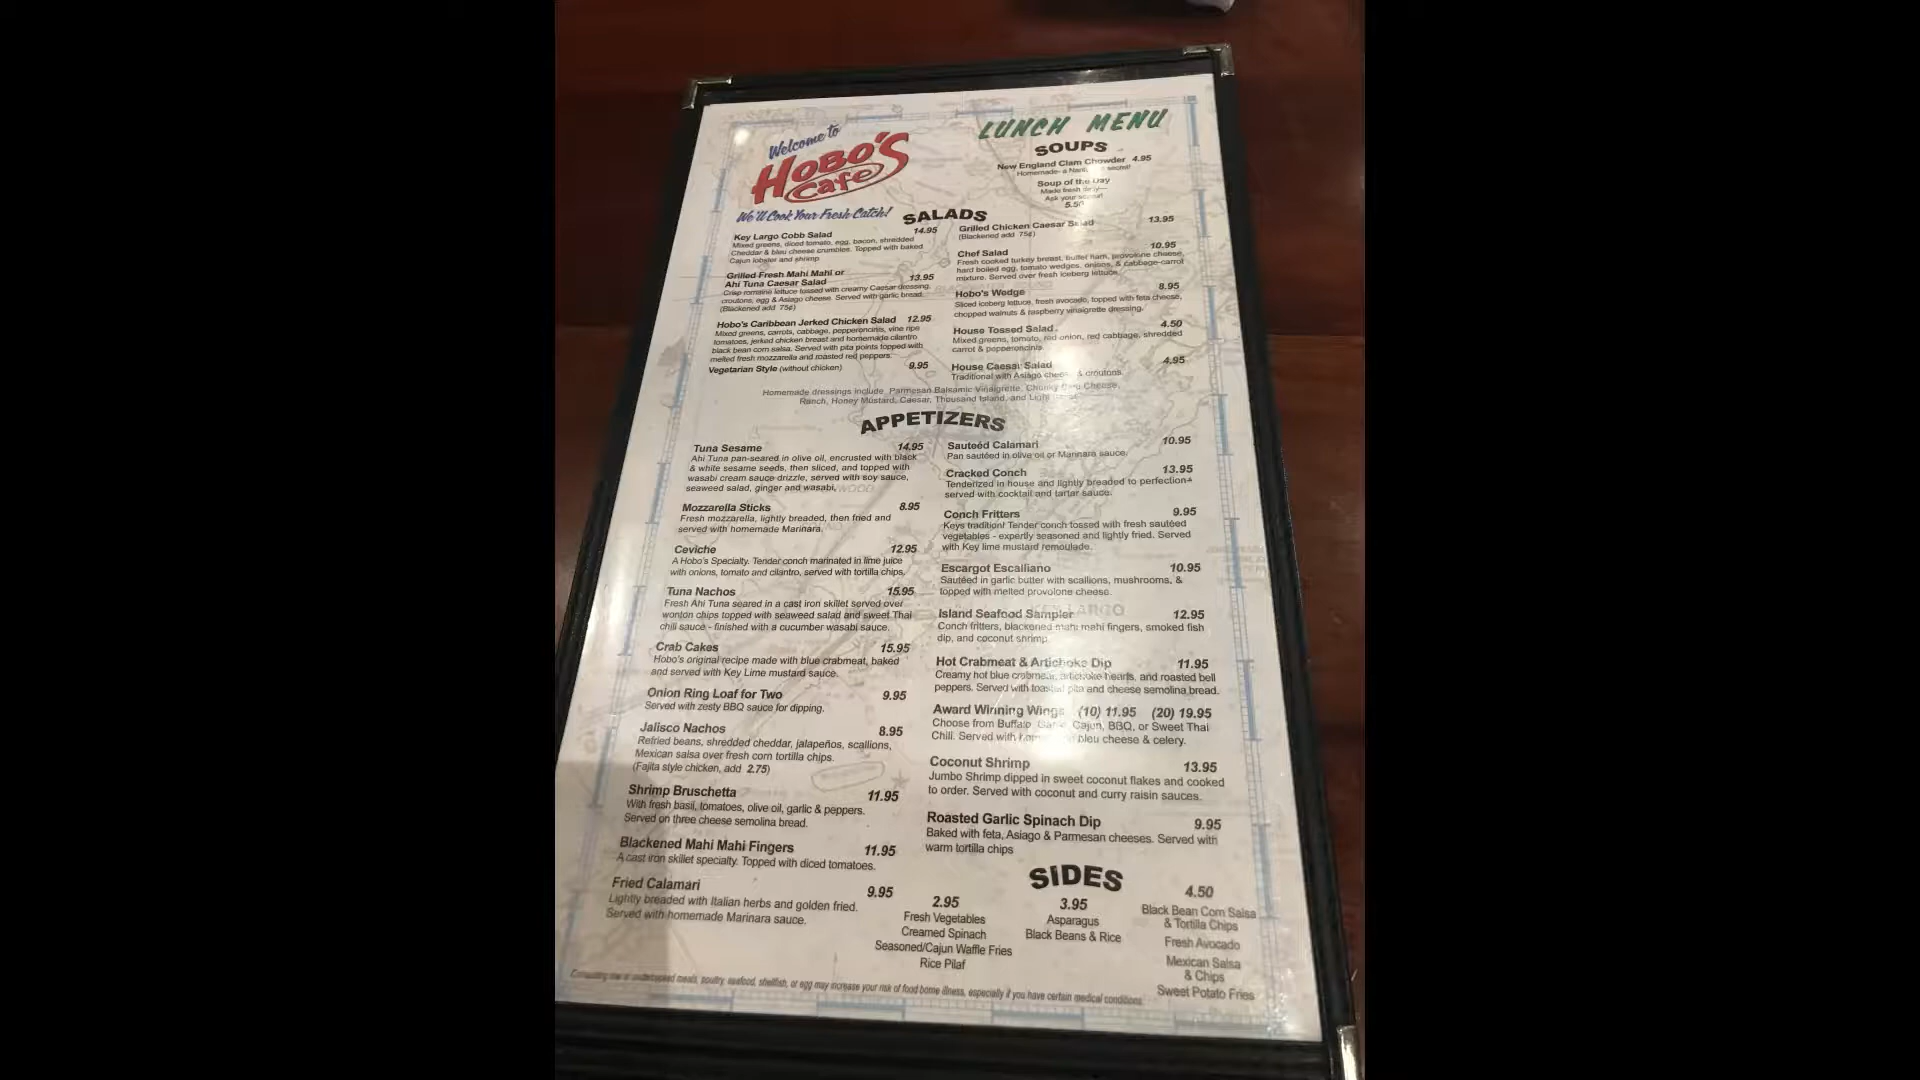 Welcome to
HOBO'S
Cafe
We'll Cook Your Fresh Catch!
LUNCH MENU
SOUPS
New England Clam Chowder 4.95
Homemade- a
Soup of the Day
Made fresh
Ask your
5.50
SALADS
Key Largo Cobb Salad 14.95
Mixed greens, diced tomato, egg, bacon, shredded
Cheddar & bleu cheese crumbles. Topped with baked
Cajun lobster and shrimp.
Grilled Fresh Mahi Mahi or
Ahi Tuna Caesar Salad 13.95
Crisp romaine lettuce tossed with creamy Caesar dressing,
croutons, egg & Asiago cheese. Served with garlic bread.
(Blackened add 75¢)
Hobo's Caribbean Jerked Chicken Salad 12.95
Mixed greens, carrots, cabbage, pepperoncinis, vine ripe
tomatoes, jerked chicken breast and homemade cilantro
black bean corn salsa. Served with pita points topped with
melted fresh mozzarella and roasted red peppers.
Vegetarian Style (without chicken) 9.95
Grilled Chicken Caesar Salad 13.95
(Blackened add 75¢)
Chef Salad 10.95
Fresh cooked turkey breast, buffet ham, provolone cheese,
hard boiled egg, tomato wedges, onions, & cabbage-carrot
mixture. Served over fresh iceberg lettuce.
Hobo's Wedge 8.95
Sliced iceberg lettuce, fresh avocado, topped with feta cheese,
chopped walnuts & raspberry vinaigrette dressing.
House Tossed Salad 4.50
Mixed greens, tomato, red onion, red cabbage, shredded
carrot & pepperoncinis.
House Caesar Salad 4.95
Traditional with Asiago cheese & croutons.
Homemade dressings include, Parmesan Balsamic Vinaigrette, Chunky Cheese,
Ranch, Honey Mustard, Caesar, Thousand Island, and Light
APPETIZERS
Tuna Sesame 14.95
Ahi Tuna pan-seared in olive oil, encrusted with black
& white sesame seeds, then sliced, and topped with
wasabi cream sauce drizzle, served with soy sauce,
seaweed salad, ginger and wasabi.
Mozzarella Sticks 8.95
Fresh mozzarella, lightly breaded, then fried and
served with homemade Marinara.
Ceviche 12.95
A Hobo's Specialty. Tender conch marinated in lime juice
with onions, tomato and cilantro, served with tortilla chips.
Tuna Nachos 15.95
Fresh Ahi Tuna seared in a cast iron skillet served over
wonton chips topped with seaweed salad and sweet Thai
chili sauce - finished with a cucumber wasabi sauce.
Crab Cakes 15.95
Hobo's original recipe made with blue crabmeat, baked
and served with Key Lime mustard sauce.
Onion Ring Loaf for Two 9.95
Served with zesty BBQ sauce for dipping.
Jalisco Nachos 8.95
Refried beans, shredded cheddar, jalapeños, scallions,
Mexican salsa over fresh corn tortilla chips.
(Fajita style chicken, add 2.75)
Shrimp Bruschetta 11.95
With fresh basil, tomatoes, olive oil, garlic & peppers.
Served on three cheese semolina bread.
Blackened Mahi Mahi Fingers 11.95
A cast iron skillet specialty. Topped with diced tomatoes.
Fried Calamari 9.95
Lightly breaded with Italian herbs and golden fried.
Served with homemade Marinara sauce.
Sauteéd Calamari 10.95
Pan sautéed in olive oil or Marinara sauce.
Cracked Conch 13.95
Tenderized in house and lightly breaded to perfection-
served with cocktail and tartar sauce.
Conch Fritters 9.95
Keys tradition! Tender conch tossed with fresh sautéed
vegetables - expertly seasoned and lightly fried. Served
with Key lime mustard remoulade.
Escargot Escalliano 10.95
Sautéed in garlic butter with scallions, mushrooms, &
topped with melted provolone cheese.
Island Seafood Sampler 12.95
Conch fritters, blackened mahi mahi fingers, smoked fish
dip, and coconut shrimp.
Hot Crabmeat & Artichoke Dip 11.95
Creamy hot blue crabmeat, artichoke hearts, and roasted bell
peppers. Served with toasted pita and cheese semolina bread.
Award Winning Wings (10) 11.95 (20) 19.95
Choose from Buffalo, Garlic, Cajun, BBQ, or Sweet Thai
Chili. Served with bleu cheese & celery.
Coconut Shrimp 13.95
Jumbo Shrimp dipped in sweet coconut flakes and cooked
to order. Served with coconut and curry raisin sauces.
Roasted Garlic Spinach Dip 9.95
Baked with feta, Asiago & Parmesan cheeses. Served with
warm tortilla chips
SIDES
2.95
Fresh Vegetables
Creamed Spinach
Seasoned/Cajun Waffle Fries
Rice Pilaf
3.95
Asparagus
Black Beans & Rice
4.50
Black Bean Corn Salsa
& Tortilla Chips
Fresh Avocado
Mexican Salsa
& Chips
Sweet Potato Fries
Consuming raw or undercooked meats, poultry, seafood, shellfish, or egg may increase your risk of food borne illness, especially if you have certain medical conditions.